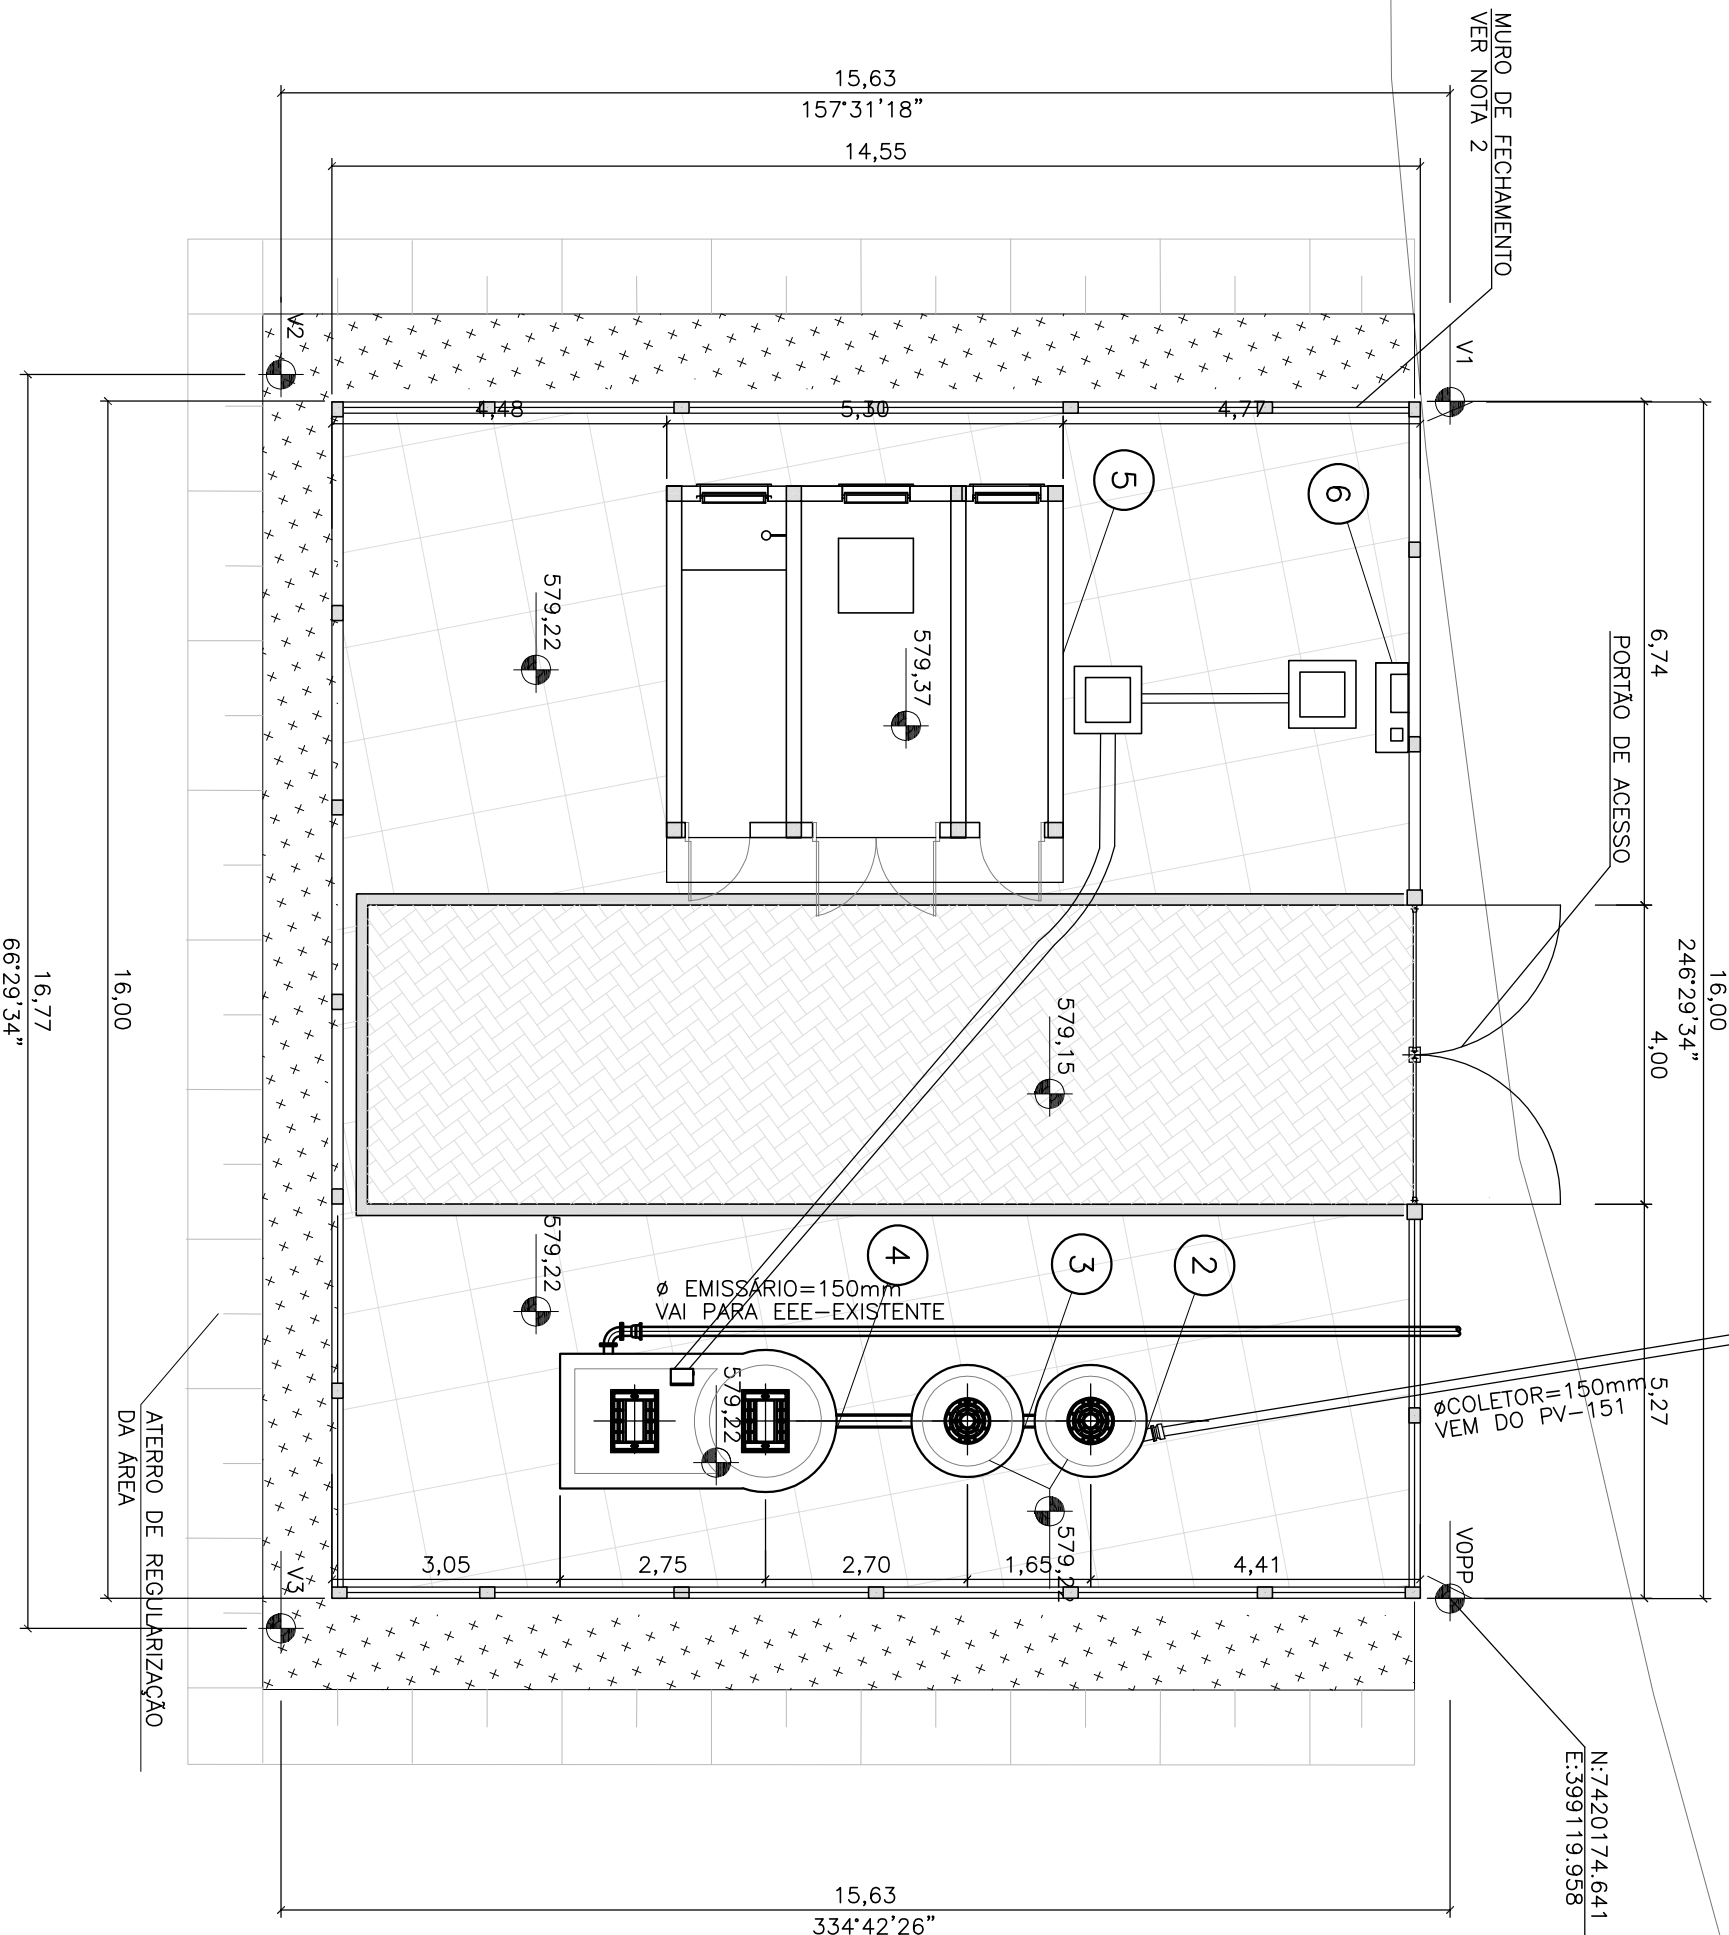 MURO DE FECHAMENTO
VER NOTA 2
15,63
157°31'18"
14,55
V2
V1
4,48
4,77
5
6
579,22
579,37
6,74
PORTÃO DE ACESSO
16,00
246°29'34"
4,00
16,77
66°29'34"
16,00
579,15
579,22
4
3
2
ø EMISSÁRIO=150mm
VAI PARA EEE-EXISTENTE
579,22
øCOLETOR=150mm
VEM DO PV-151
5,27
ATERRO DE REGULARIZAÇÃO
DA ÁREA
3,05
2,75
2,70
1,65
4,41
579,22
V3
VOPP
N:7420174.641
E:399119.958
15,63
334°42'26"